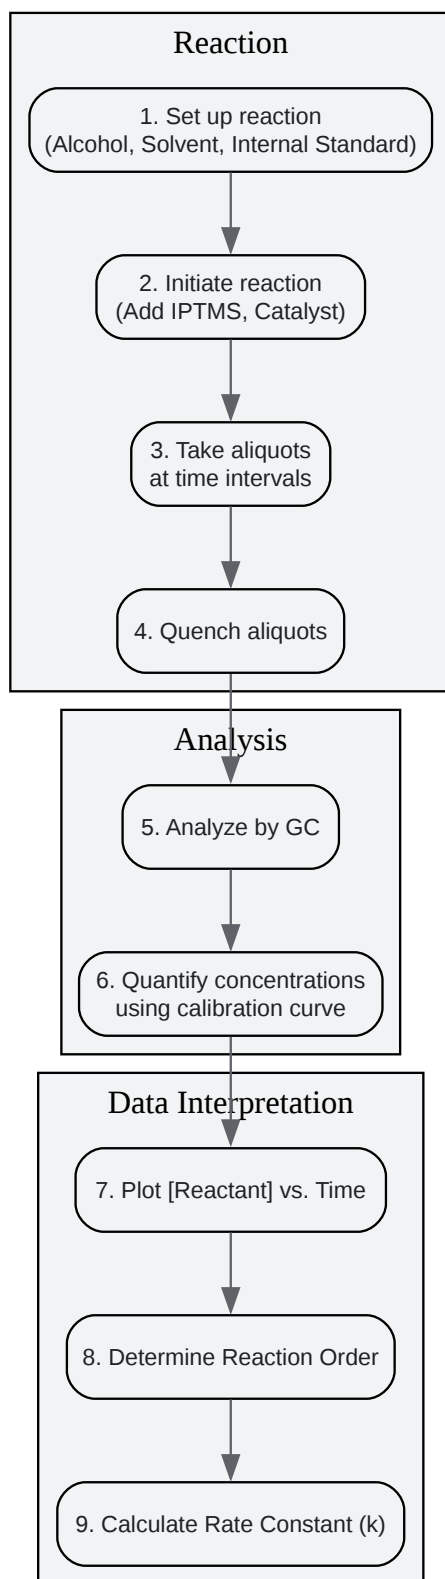 Reaction
1. Set up reaction
(Alcohol, Solvent, Internal Standard)
2. Initiate reaction
(Add IPTMS, Catalyst)
3. Take aliquots
at time intervals
4. Quench aliquots
Analysis
5. Analyze by GC
6. Quantify concentrations
using calibration curve
Data Interpretation
7. Plot [Reactant] vs. Time
8. Determine Reaction Order
9. Calculate Rate Constant (k)